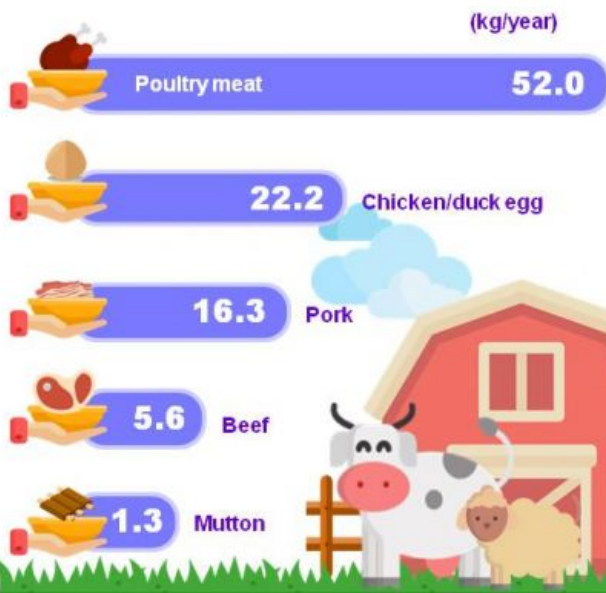 (kg/year)
Poultry meat 52.0
22.2 Chicken/duck egg
16.3 Pork
5.6 Beef
1.3 Mutton